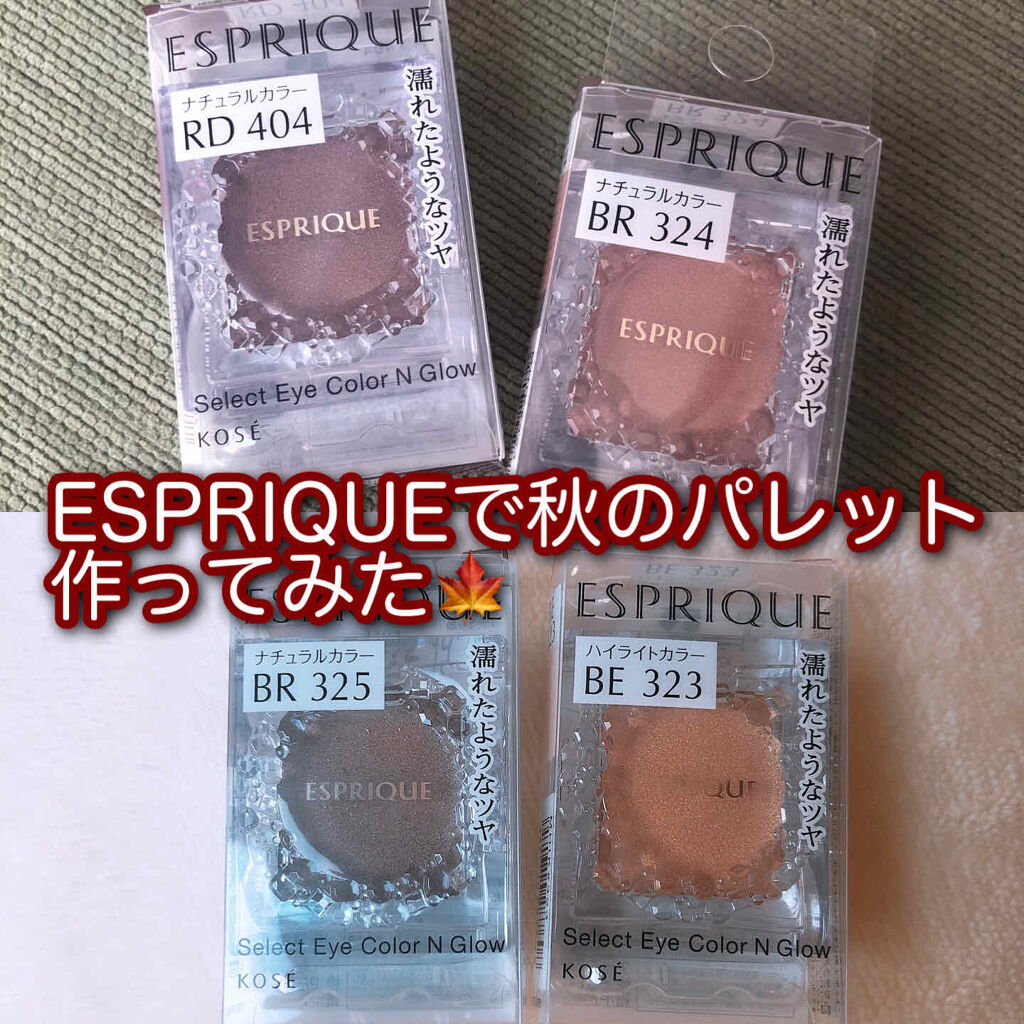 ESPRIQUE
ナチュラルカラー
RD 404
濡れたようなツヤ
ESPRIQUE
Select Eye Color N Glow
KOSÉ
BR 324
ESPRIQUE
ナチュラルカラー
BR 324
濡れたようなツヤ
ESPRIQUE
ESPRIQUEで秋のパレット
作ってみた🍁
ESPRIQUE
ナチュラルカラー
BR 325
濡れたようなツヤ
ESPRIQUE
Select Eye Color N Glow
KOSÉ
BE 323
ESPRIQUE
ハイライトカラー
BE 323
濡れたようなツヤ
Select Eye Color N Glow
KOSÉ